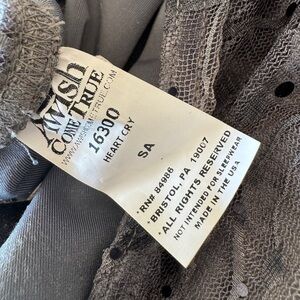 A Wish
COME TRUE
WWW.AWISHCOMETRUE.COM
16300
HEART CRY
SA
RN# 84986
*BRISTOL, PA 19007
*ALL RIGHTS RESERVED
NOT INTENDED FOR SLEEPWEAR
MADE IN THE USA